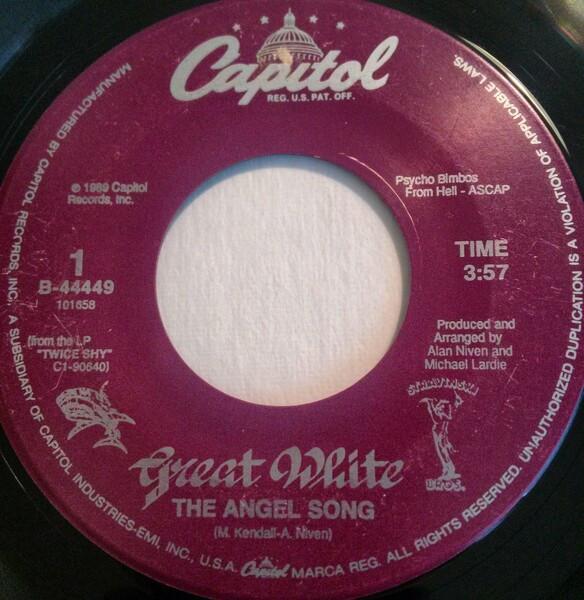 Capitol
REG. U.S. PAT. OFF.
℗ 1989 Capitol
Records, Inc.
Psycho Bimbos
From Hell - ASCAP
1
B-44449
101658
TIME
3:57
(from the LP
"TWICE SHY"
C1-90640)
Produced and
Arranged by
Alan Niven and
Michael Lardie
STRAVINSKI
BROS.
Great White
THE ANGEL SONG
(M. Kendall-A. Niven)
MANUFACTURED BY CAPITOL RECORDS, INC., A SUBSIDIARY OF CAPITOL INDUSTRIES-EMI, INC., U.S.A. Capitol MARCA REG. ALL RIGHTS RESERVED. UNAUTHORIZED DUPLICATION IS A VIOLATION OF APPLICABLE LAWS.